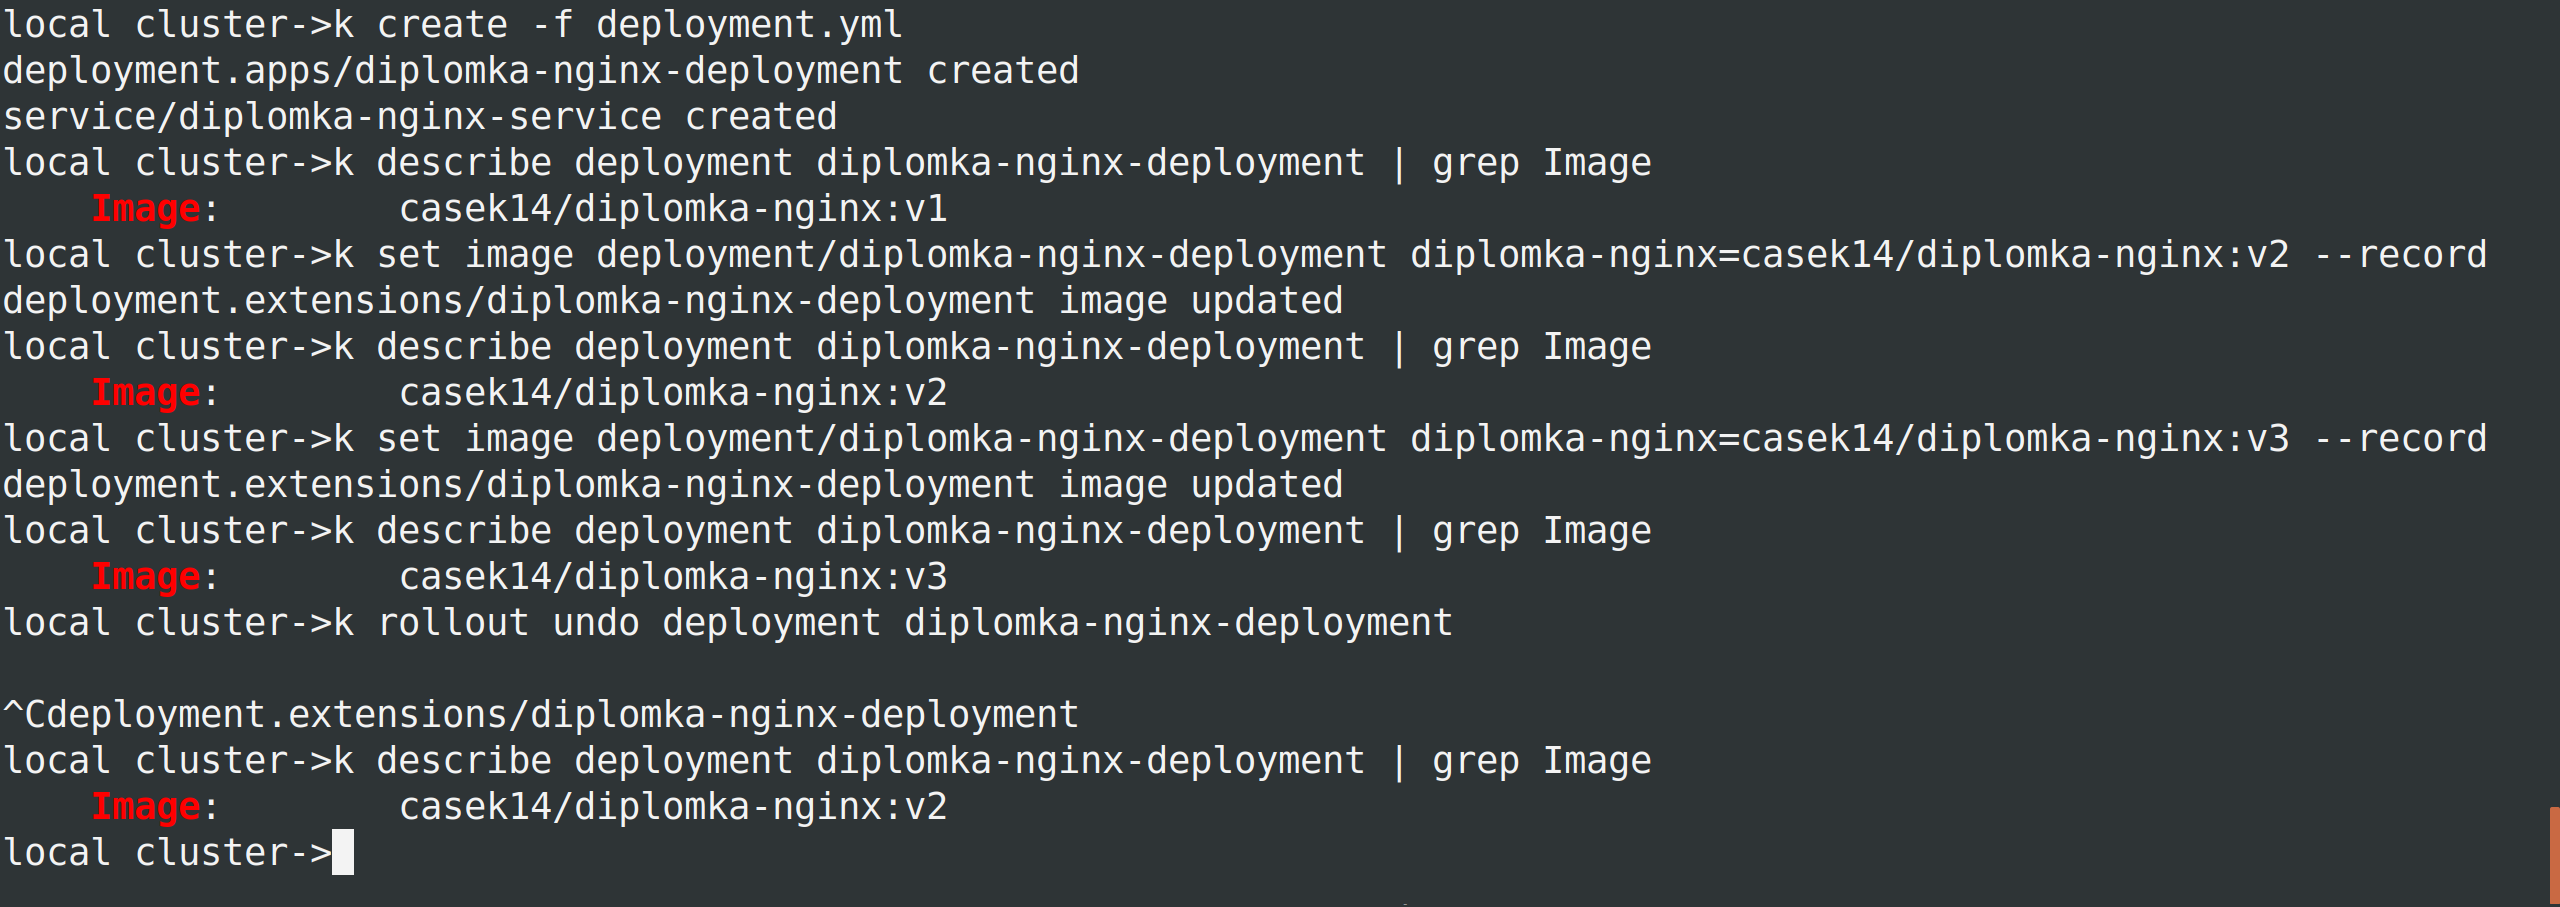 local cluster->k create -f deployment.yml
deployment.apps/diplomka-nginx-deployment created
service/diplomka-nginx-service created
local cluster->k describe deployment diplomka-nginx-deployment | grep Image
    Image:        casek14/diplomka-nginx:v1
local cluster->k set image deployment/diplomka-nginx-deployment diplomka-nginx=casek14/diplomka-nginx:v2 --record
deployment.extensions/diplomka-nginx-deployment image updated
local cluster->k describe deployment diplomka-nginx-deployment | grep Image
    Image:        casek14/diplomka-nginx:v2
local cluster->k set image deployment/diplomka-nginx-deployment diplomka-nginx=casek14/diplomka-nginx:v3 --record
deployment.extensions/diplomka-nginx-deployment image updated
local cluster->k describe deployment diplomka-nginx-deployment | grep Image
    Image:        casek14/diplomka-nginx:v3
local cluster->k rollout undo deployment diplomka-nginx-deployment

^Cdeployment.extensions/diplomka-nginx-deployment
local cluster->k describe deployment diplomka-nginx-deployment | grep Image
    Image:        casek14/diplomka-nginx:v2
local cluster->